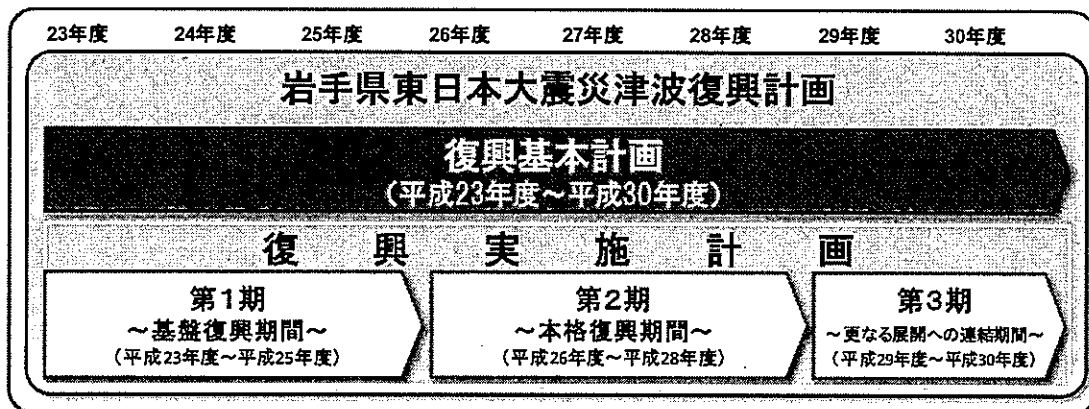 23年度 24年度 25年度 26年度 27年度 28年度 29年度 30年度
岩手県東日本大震災津波復興計画
復興基本計画
(平成23年度～平成30年度)
復興実施計画
第1期
～基盤復興期間～
(平成23年度～平成25年度)
第2期
～本格復興期間～
(平成26年度～平成28年度)
第3期
～更なる展開への連結期間～
(平成29年度～平成30年度)